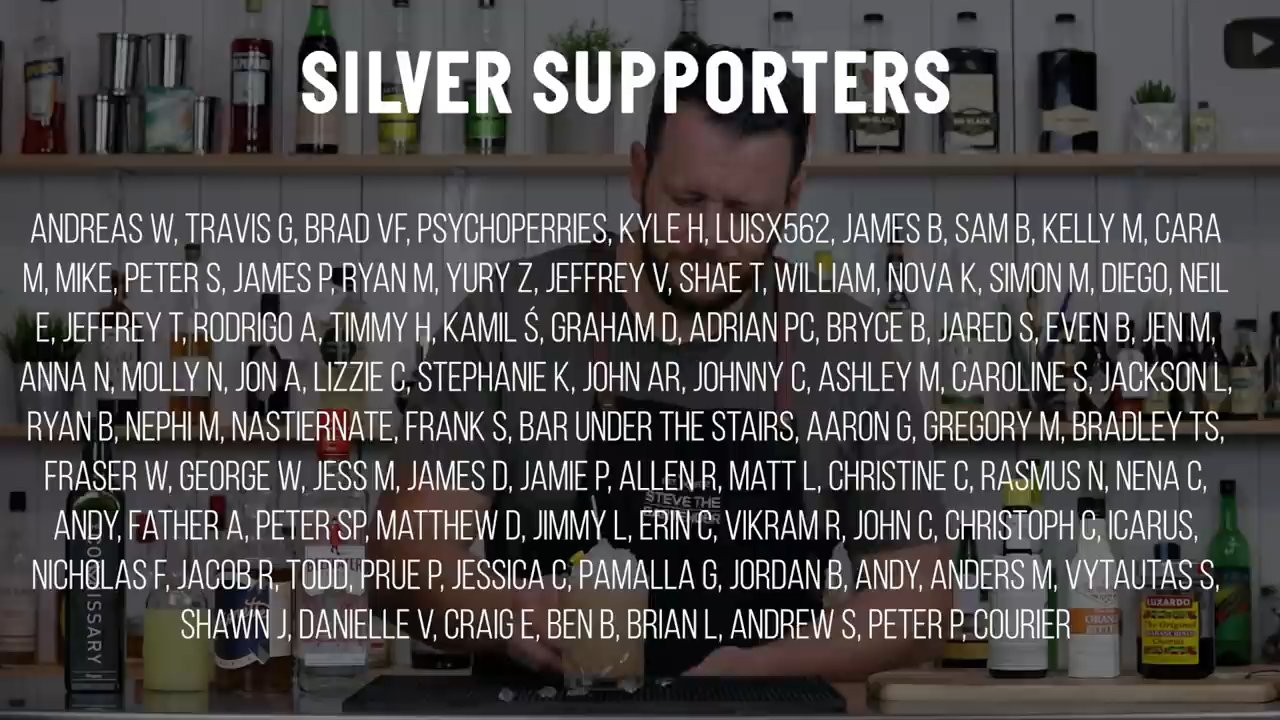 SILVER SUPPORTERS
ANDREAS W, TRAVIS G, BRAD VF, PSYCHOPERRIES, KYLE H, LUISX562, JAMES B, SAM B, KELLY M, CARA
M, MIKE, PETER S, JAMES P, RYAN M, YURY Z, JEFFREY V, SHAE T, WILLIAM, NOVA K, SIMON M, DIEGO, NEIL
E, JEFFREY T, RODRIGO A, TIMMY H, KAMIL Ś, GRAHAM D, ADRIAN PC, BRYCE B, JARED S, EVEN B, JEN M,
ANNA N, MOLLY N, JON A, LIZZIE C, STEPHANIE K, JOHN AR, JOHNNY C, ASHLEY M, CAROLINE S, JACKSON L,
RYAN B, NEPHI M, NASTIERNATE, FRANK S, BAR UNDER THE STAIRS, AARON G, GREGORY M, BRADLEY TS,
FRASER W, GEORGE W, JESS M, JAMES D, JAMIE P, ALLEN R, MATT L, CHRISTINE C, RASMUS N, NENA C,
ANDY, FATHER A, PETER SP, MATTHEW D, JIMMY L, ERIN C, VIKRAM R, JOHN C, CHRISTOPH C, ICARUS,
NICHOLAS F, JACOB R, TODD, PRUE P, JESSICA C, PAMALLA G, JORDAN B, ANDY, ANDERS M, VYTAUTAS S,
SHAWN J, DANIELLE V, CRAIG E, BEN B, BRIAN L, ANDREW S, PETER P, COURIER
STEVE THE
LUXARDO
The Original